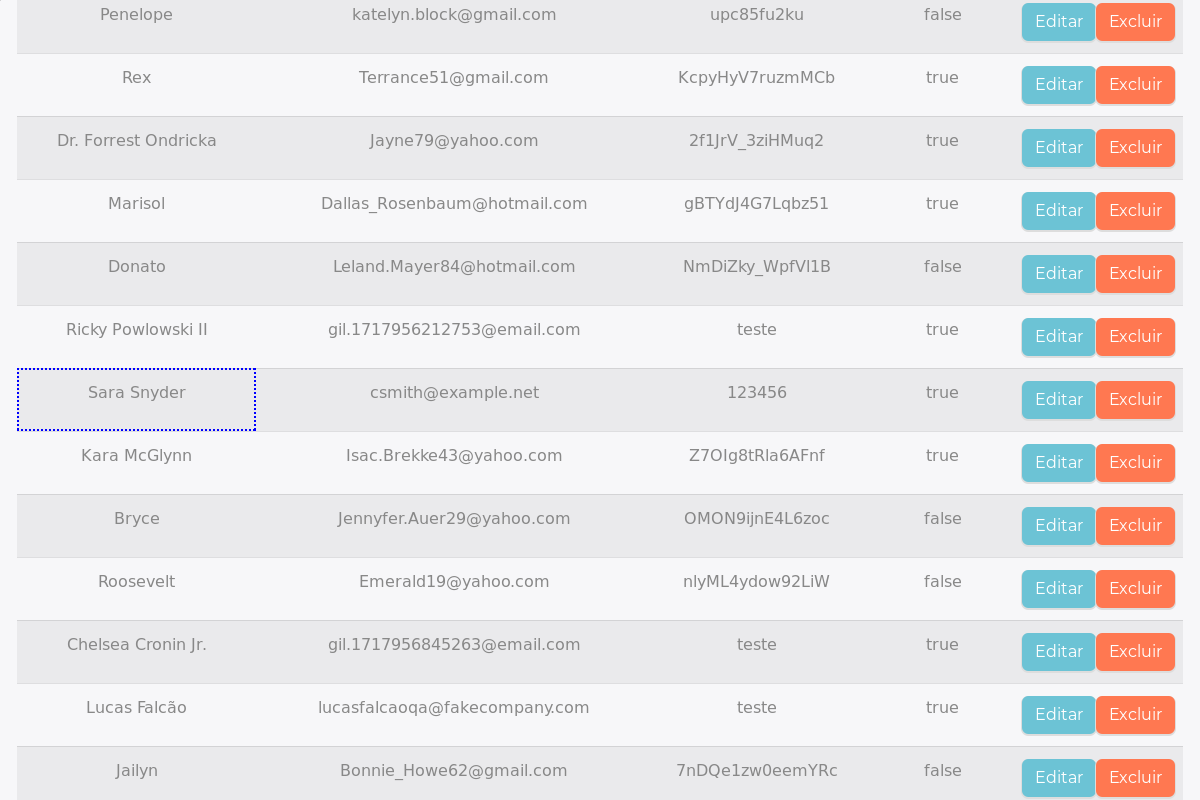 Penelope katelyn.block@gmail.com upc85fu2ku false Editar Excluir
Rex Terrance51@gmail.com KcpyHyV7ruzmMCb true Editar Excluir
Dr. Forrest Ondricka Jayne79@yahoo.com 2f1JrV_3ziHMuq2 true Editar Excluir
Marisol Dallas_Rosenbaum@hotmail.com gBTYdJ4G7Lqbz51 true Editar Excluir
Donato Leland.Mayer84@hotmail.com NmDiZky_WpfVl1B false Editar Excluir
Ricky Powlowski II gil.1717956212753@email.com teste true Editar Excluir
Sara Snyder csmith@example.net 123456 true Editar Excluir
Kara McGlynn Isac.Brekke43@yahoo.com Z7OIg8tRla6AFnf true Editar Excluir
Bryce Jennyfer.Auer29@yahoo.com OMON9ijnE4L6zoc false Editar Excluir
Roosevelt Emerald19@yahoo.com nlyML4ydow92LiW false Editar Excluir
Chelsea Cronin Jr. gil.1717956845263@email.com teste true Editar Excluir
Lucas Falcão lucasfalcaoqa@fakecompany.com teste true Editar Excluir
Jailyn Bonnie_Howe62@gmail.com 7nDQe1zw0eemYRc false Editar Excluir